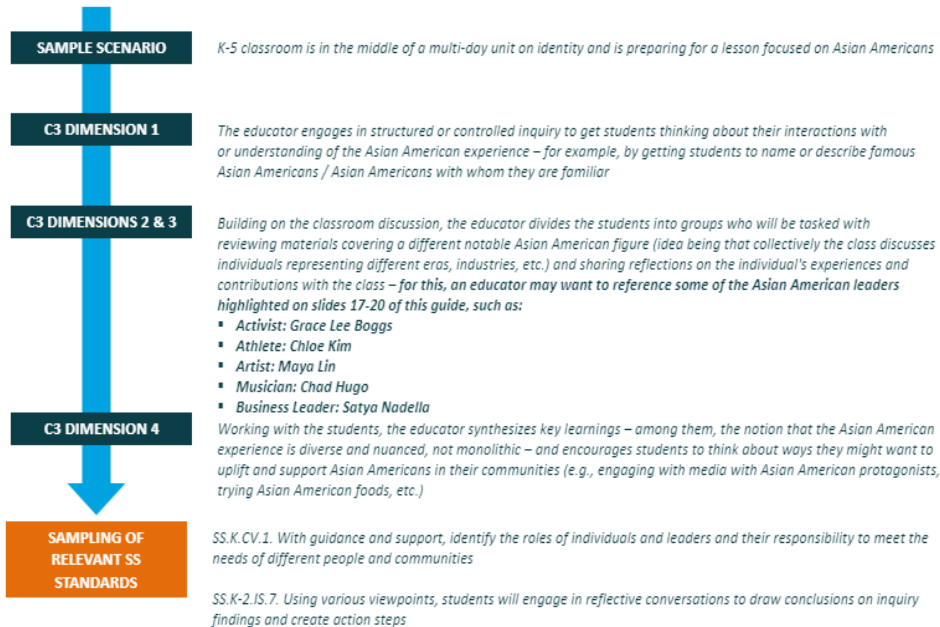 SAMPLE SCENARIO
K-5 classroom is in the middle of a multi-day unit on identity and is preparing for a lesson focused on Asian Americans
C3 DIMENSION 1
The educator engages in structured or controlled inquiry to get students thinking about their interactions with
or understanding of the Asian American experience – for example, by getting students to name or describe famous
Asian Americans / Asian Americans with whom they are familiar
C3 DIMENSIONS 2 & 3
Building on the classroom discussion, the educator divides the students into groups who will be tasked with
reviewing materials covering a different notable Asian American figure (idea being that collectively the class discusses
individuals representing different eras, industries, etc.) and sharing reflections on the individual's experiences and
contributions with the class – for this, an educator may want to reference some of the Asian American leaders
highlighted on slides 17-20 of this guide, such as:
▪ Activist: Grace Lee Boggs
▪ Athlete: Chloe Kim
▪ Artist: Maya Lin
▪ Musician: Chad Hugo
▪ Business Leader: Satya Nadella
C3 DIMENSION 4
Working with the students, the educator synthesizes key learnings – among them, the notion that the Asian American
experience is diverse and nuanced, not monolithic – and encourages students to think about ways they might want to
uplift and support Asian Americans in their communities (e.g., engaging with media with Asian American protagonists,
trying Asian American foods, etc.)
SAMPLING OF
RELEVANT SS
STANDARDS
SS.K.CV.1. With guidance and support, identify the roles of individuals and leaders and their responsibility to meet the
needs of different people and communities
SS.K-2.IS.7. Using various viewpoints, students will engage in reflective conversations to draw conclusions on inquiry
findings and create action steps